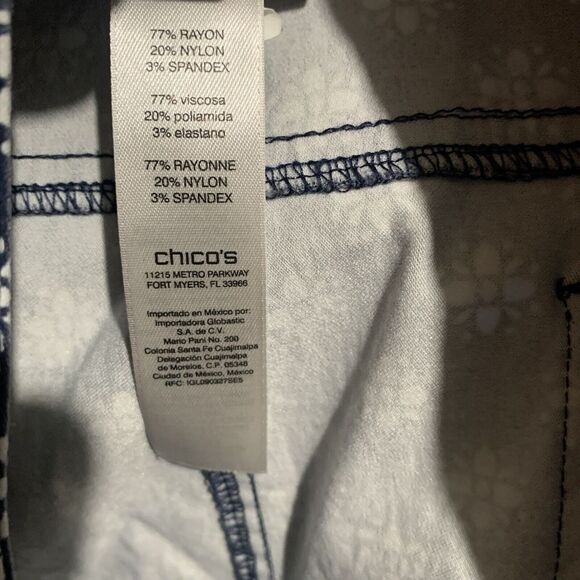 77% RAYON
20% NYLON
3% SPANDEX
77% viscosa
20% poliamida
3% elastano
77% RAYONNE
20% NYLON
3% SPANDEX
chico's
11215 METRO PARKWAY
FORT MYERS, FL 33966
Importado en México por:
Importadora Globastic
S.A. de C.V.
Mario Pani No. 200
Colonia Santa Fe Cuajimalpa
Delegación Cuajimalpa
de Morelos, C.P. 05348
Ciudad de México, México
RFC: IGL090327SE5